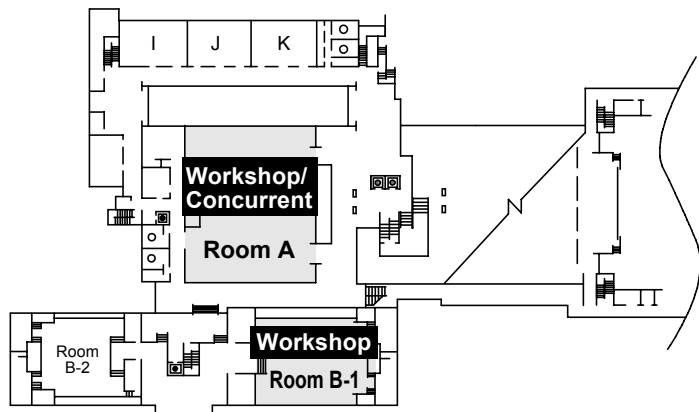 I J K
Workshop/
Concurrent
Room A
N
Workshop
Room
B-2
Room B-1